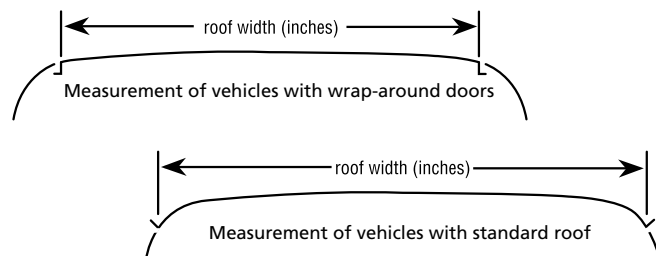 roof width (inches)
Measurement of vehicles with wrap-around doors
roof width (inches)
Measurement of vehicles with standard roof